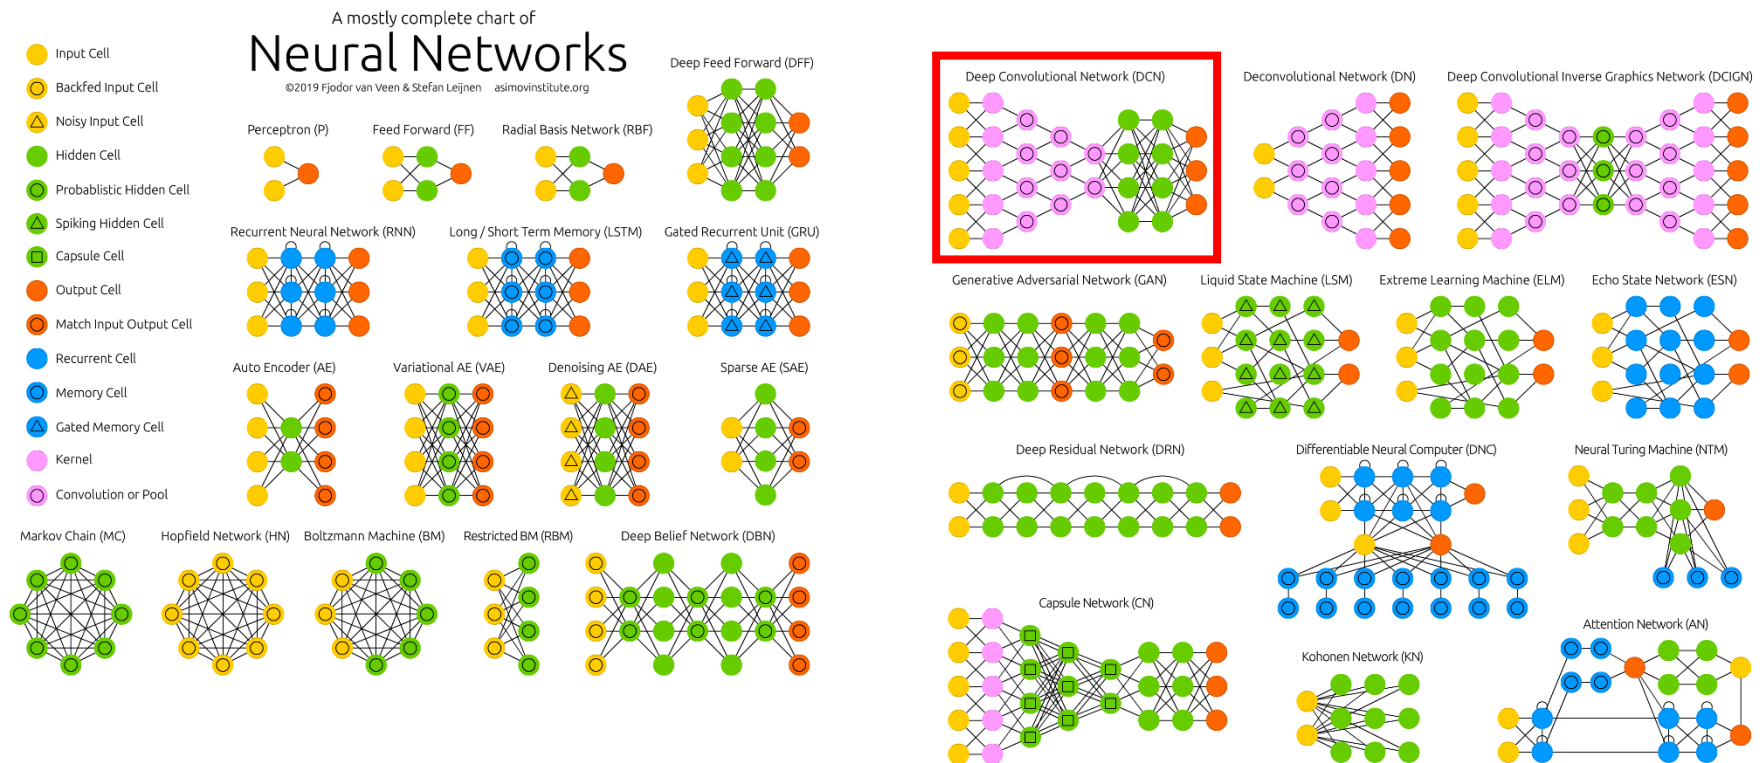 A mostly complete chart of
Neural Networks
©2019 Fjodor van Veen & Stefan Leijnen asimovinstitute.org
Input Cell
Backfed Input Cell
Noisy Input Cell
Hidden Cell
Probablistic Hidden Cell
Spiking Hidden Cell
Capsule Cell
Output Cell
Match Input Output Cell
Recurrent Cell
Memory Cell
Gated Memory Cell
Kernel
Convolution or Pool
Deep Feed Forward (DFF)
Perceptron (P)
Feed Forward (FF)
Radial Basis Network (RBF)
Recurrent Neural Network (RNN)
Long / Short Term Memory (LSTM)
Gated Recurrent Unit (GRU)
Auto Encoder (AE)
Variational AE (VAE)
Denoising AE (DAE)
Sparse AE (SAE)
Markov Chain (MC)
Hopfield Network (HN)
Boltzmann Machine (BM)
Restricted BM (RBM)
Deep Belief Network (DBN)
Deep Convolutional Network (DCN)
Deconvolutional Network (DN)
Deep Convolutional Inverse Graphics Network (DCIGN)
Generative Adversarial Network (GAN)
Liquid State Machine (LSM)
Extreme Learning Machine (ELM)
Echo State Network (ESN)
Deep Residual Network (DRN)
Differentiable Neural Computer (DNC)
Neural Turing Machine (NTM)
Capsule Network (CN)
Kohonen Network (KN)
Attention Network (AN)